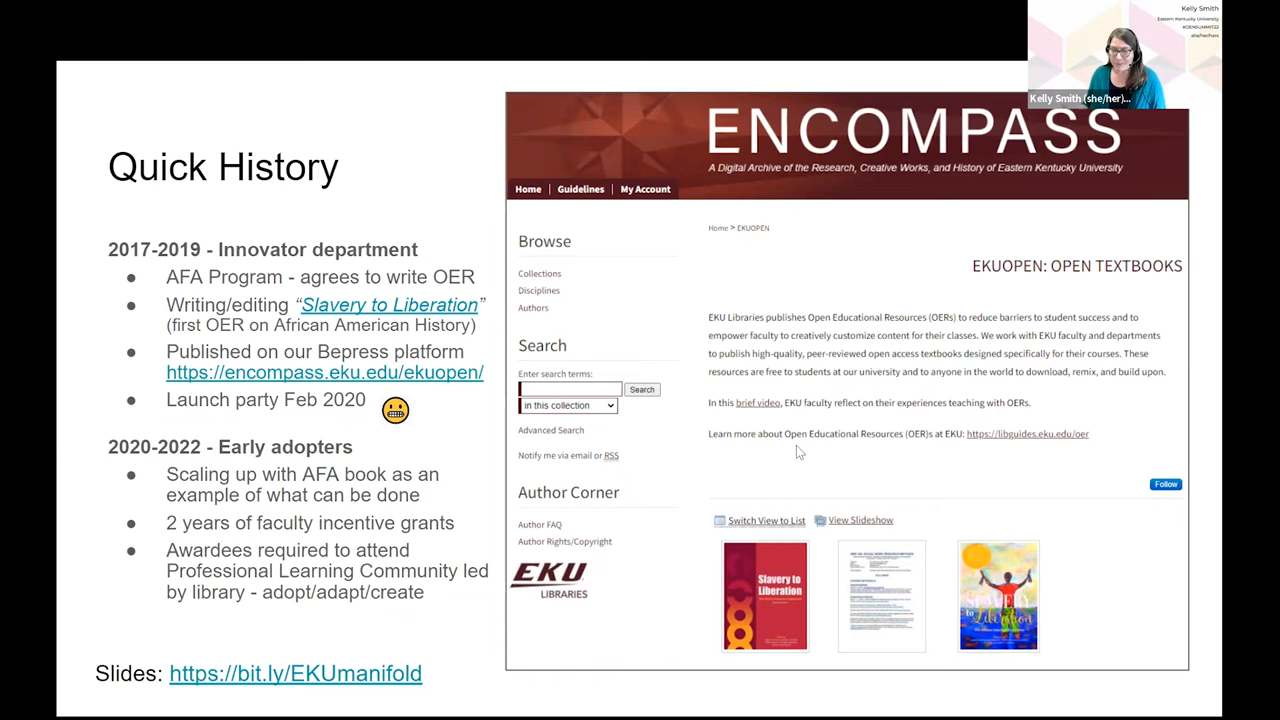 Kelly Smith
Eastern Kentucky University
#OENSUMMIT22
she/her/hers
Kelly Smith (she/her)...
Quick History
2017-2019 - Innovator department
● AFA Program - agrees to write OER
● Writing/editing “Slavery to Liberation”
(first OER on African American History)
● Published on our Bepress platform
https://encompass.eku.edu/ekuopen/
● Launch party Feb 2020
2020-2022 - Early adopters
● Scaling up with AFA book as an
example of what can be done
● 2 years of faculty incentive grants
● Awardees required to attend
Professional Learning Community led
by library - adopt/adapt/create
Slides: https://bit.ly/EKUmanifold
ENCOMPASS
A Digital Archive of the Research, Creative Works, and History of Eastern Kentucky University
Home | Guidelines | My Account
Browse
Collections
Disciplines
Authors
Search
Enter search terms:
Search
in this collection
Advanced Search
Notify me via email or RSS
Author Corner
Author FAQ
Author Rights/Copyright
EKU
LIBRARIES
Home > EKUOPEN
EKUOPEN: OPEN TEXTBOOKS
EKU Libraries publishes Open Educational Resources (OERs) to reduce barriers to student success and to
empower faculty to creatively customize content for their classes. We work with EKU faculty and departments
to publish high-quality, peer-reviewed open access textbooks designed specifically for their courses. These
resources are free to students at our university and to anyone in the world to download, remix, and build upon.
In this brief video, EKU faculty reflect on their experiences teaching with OERs.
Learn more about Open Educational Resources (OER)s at EKU: https://libguides.eku.edu/oer
Follow
Switch View to List
View Slideshow
Slavery to
Liberation
SLAVERY
to
Liberation